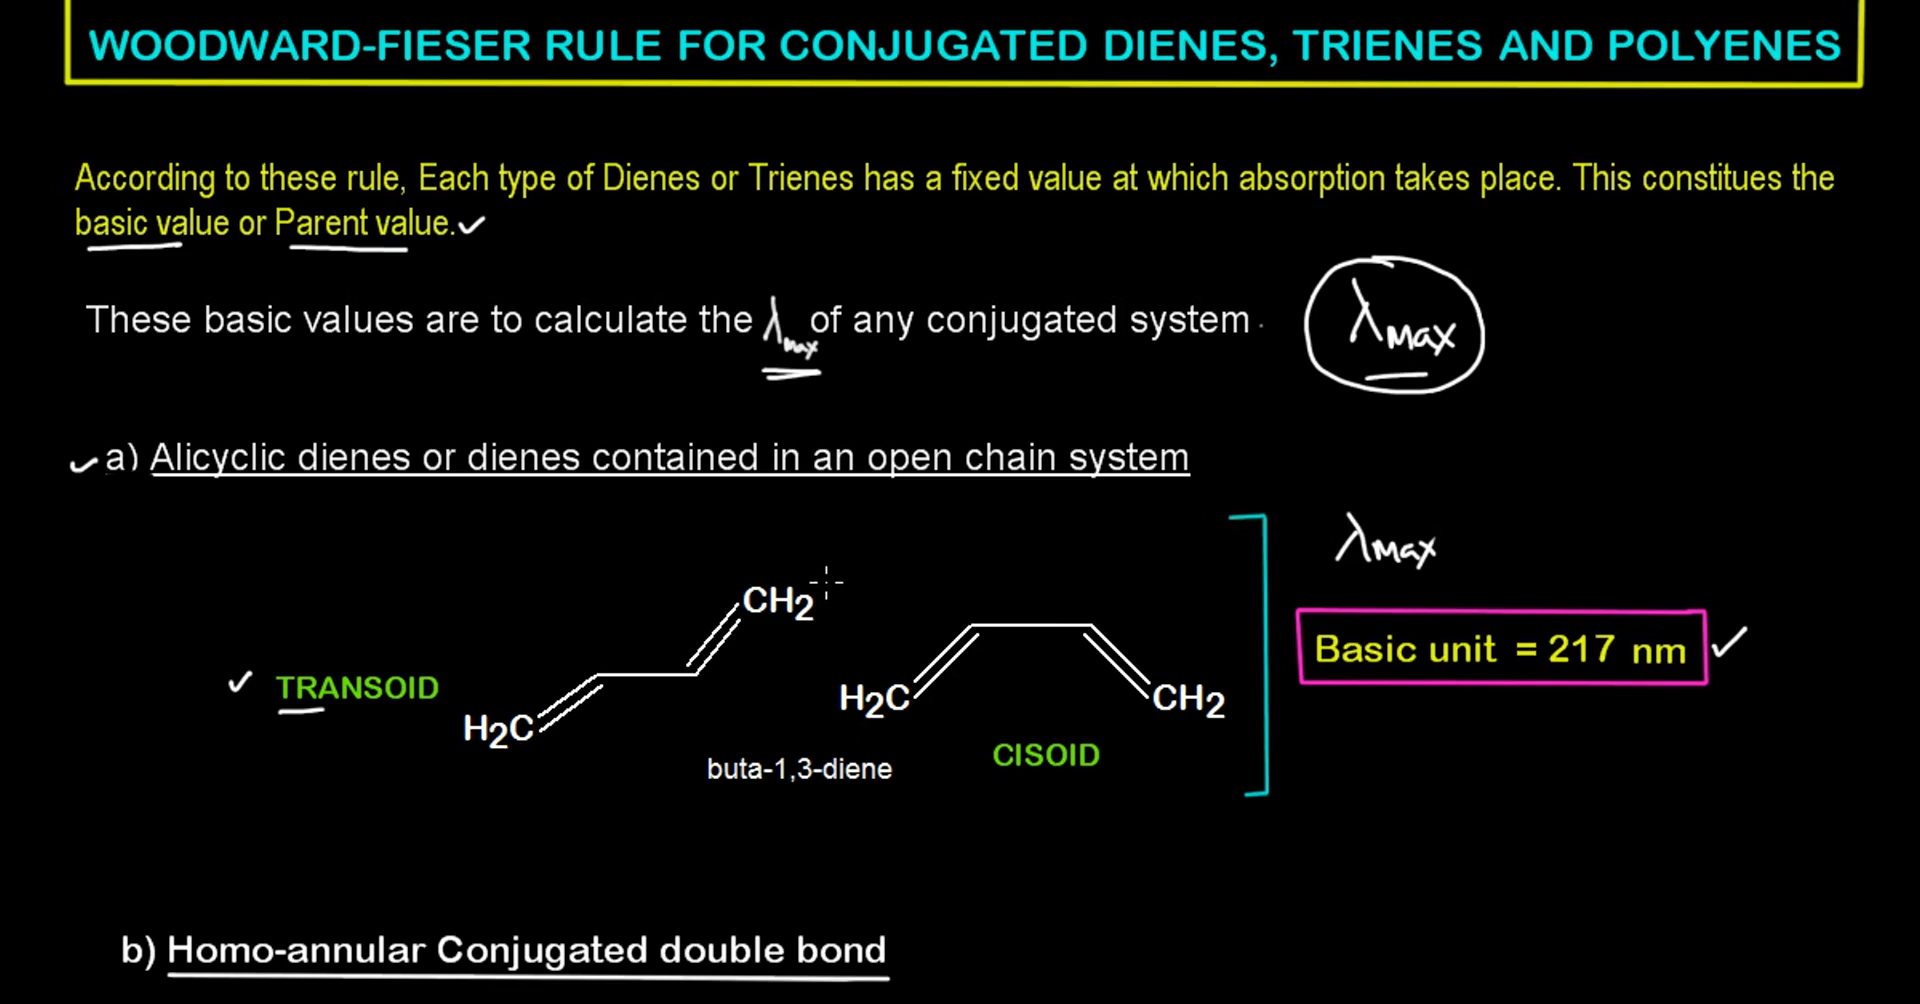 WOODWARD-FIESER RULE FOR CONJUGATED DIENES, TRIENES AND POLYENES
According to these rule, Each type of Dienes or Trienes has a fixed value at which absorption takes place. This constitues the
basic value or Parent value.
These basic values are to calculate the λmax of any conjugated system
λmax
a) Alicyclic dienes or dienes contained in an open chain system
λmax
CH2
Basic unit = 217 nm
TRANSOID
H2C
H2C
CH2
buta-1,3-diene
CISOID
b) Homo-annular Conjugated double bond